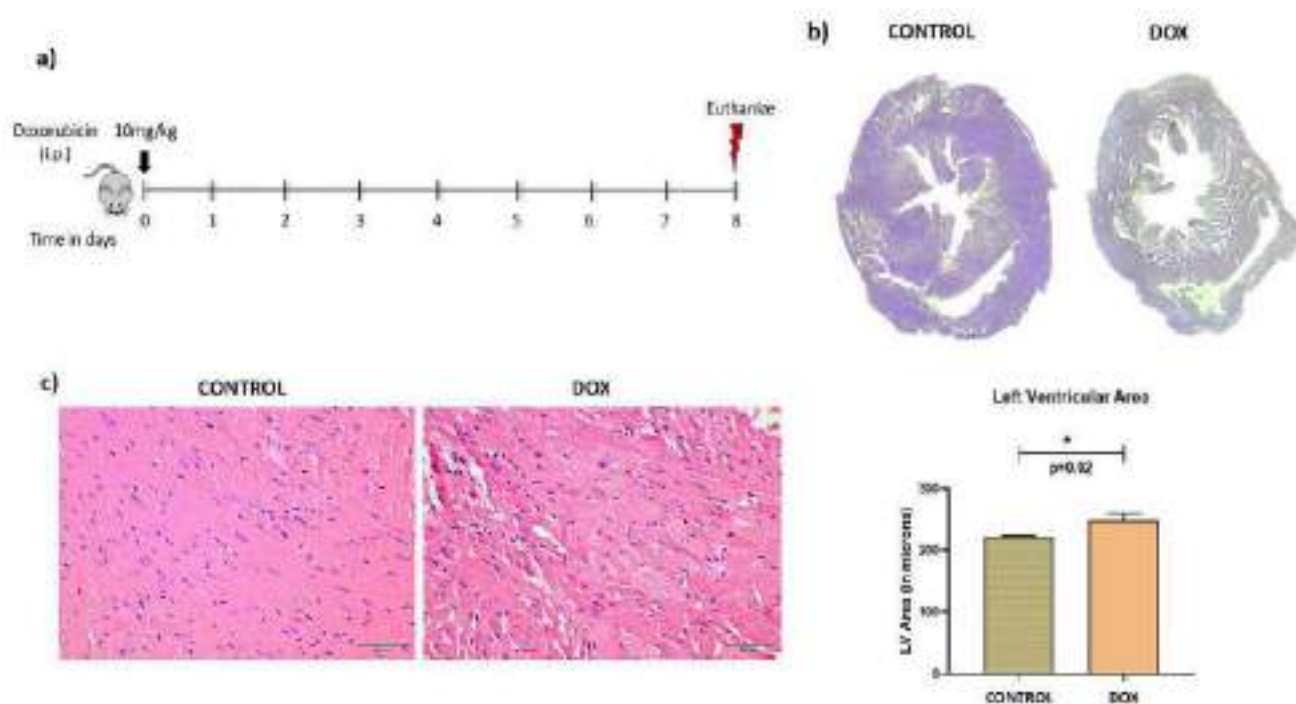 a)
Doxorubicin 10mg/kg
(i.p.)
Euthanize
0 1 2 3 4 5 6 7 8
Time in days
b)
CONTROL DOX
c)
CONTROL DOX
Left Ventricular Area
*
p=0.02
LV Area (in microns)
300
200
100
0
CONTROL DOX